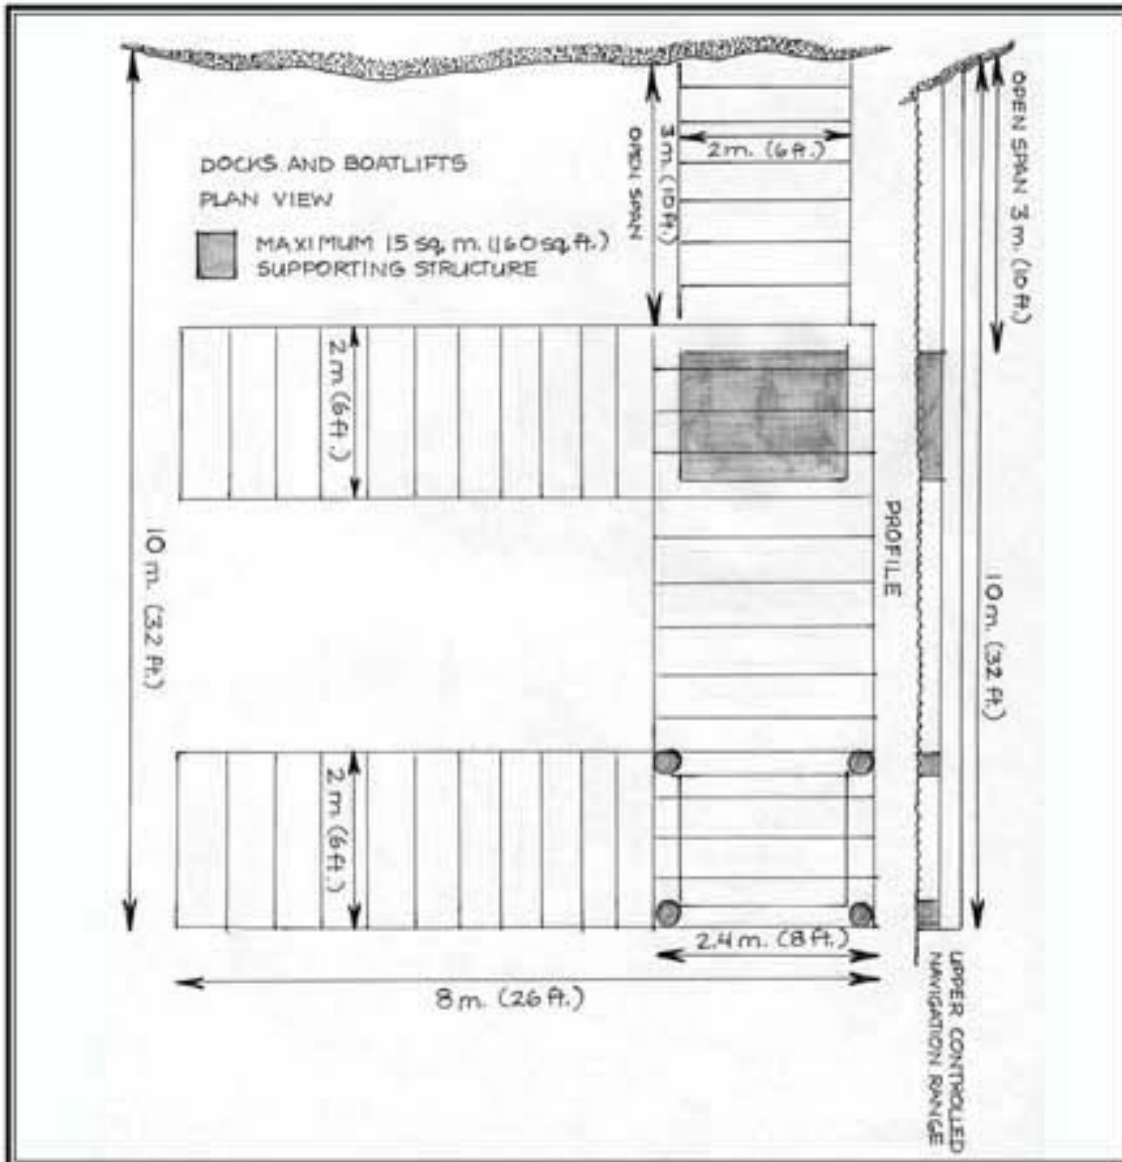 DOCKS AND BOATLIFTS
PLAN VIEW
MAXIMUM 15 sq. m. (160 sq. ft.)
SUPPORTING STRUCTURE
10 m. (32 ft.)
3 m. (10 ft.)
OPEN SPAN
2 m. (6 ft.)
OPEN SPAN 3 m. (10 ft.)
2 m. (6 ft.)
PROFILE
10 m. (32 ft.)
2 m. (6 ft.)
2.4 m. (8 ft.)
8 m. (26 ft.)
UPPER CONTROLLED
NAVIGATION RANGE